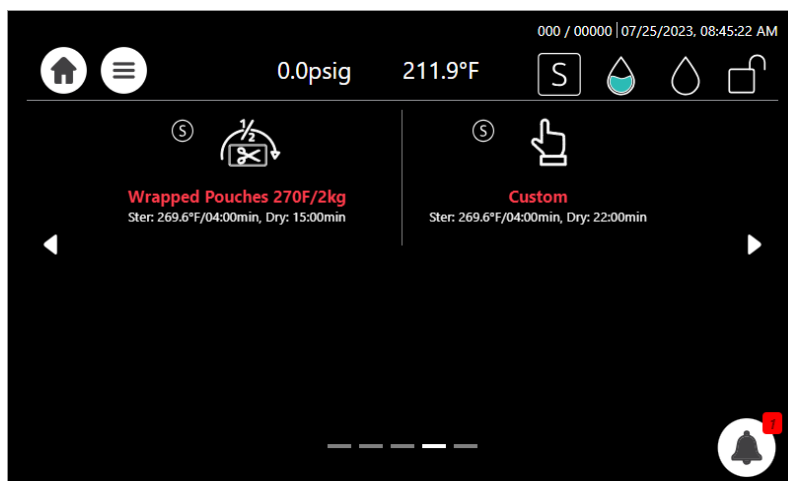 000 / 00000 | 07/25/2023, 08:45:22 AM
0.0psig 211.9°F S
S 1/2 S
Wrapped Pouches 270F/2kg Custom
Ster: 269.6°F/04:00min, Dry: 15:00min Ster: 269.6°F/04:00min, Dry: 22:00min
1